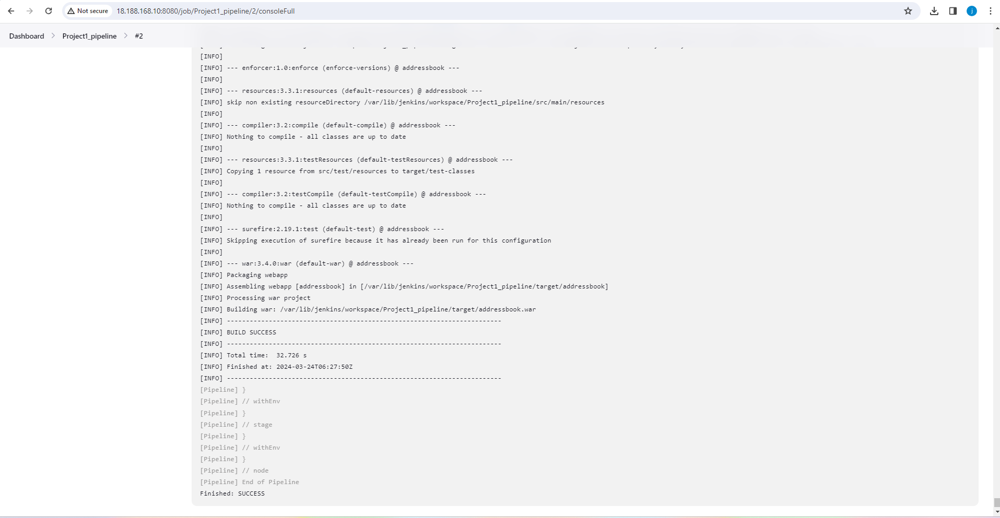 Not secure 18.188.168.10:8080/job/Project1_pipeline/2/consoleFull j
Dashboard Project1_pipeline #2
[INFO]
[INFO] --- enforcer:1.0:enforce (enforce-versions) @ addressbook ---
[INFO]
[INFO] --- resources:3.3.1:resources (default-resources) @ addressbook ---
[INFO] skip non existing resourceDirectory /var/lib/jenkins/workspace/Project1_pipeline/src/main/resources
[INFO]
[INFO] --- compiler:3.2:compile (default-compile) @ addressbook ---
[INFO] Nothing to compile - all classes are up to date
[INFO]
[INFO] --- resources:3.3.1:testResources (default-testResources) @ addressbook ---
[INFO] Copying 1 resource from src/test/resources to target/test-classes
[INFO]
[INFO] --- compiler:3.2:testCompile (default-testCompile) @ addressbook ---
[INFO] Nothing to compile - all classes are up to date
[INFO]
[INFO] --- surefire:2.19.1:test (default-test) @ addressbook ---
[INFO] Skipping execution of surefire because it has already been run for this configuration
[INFO]
[INFO] --- war:3.4.0:war (default-war) @ addressbook ---
[INFO] Packaging webapp
[INFO] Assembling webapp [addressbook] in [/var/lib/jenkins/workspace/Project1_pipeline/target/addressbook]
[INFO] Processing war project
[INFO] Building war: /var/lib/jenkins/workspace/Project1_pipeline/target/addressbook.war
[INFO] ------------------------------------------------------------------------
[INFO] BUILD SUCCESS
[INFO] ------------------------------------------------------------------------
[INFO] Total time:  32.726 s
[INFO] Finished at: 2024-03-24T06:27:50Z
[INFO] ------------------------------------------------------------------------
[Pipeline] }
[Pipeline] // withEnv
[Pipeline] }
[Pipeline] // stage
[Pipeline] }
[Pipeline] // withEnv
[Pipeline] }
[Pipeline] // node
[Pipeline] End of Pipeline
Finished: SUCCESS